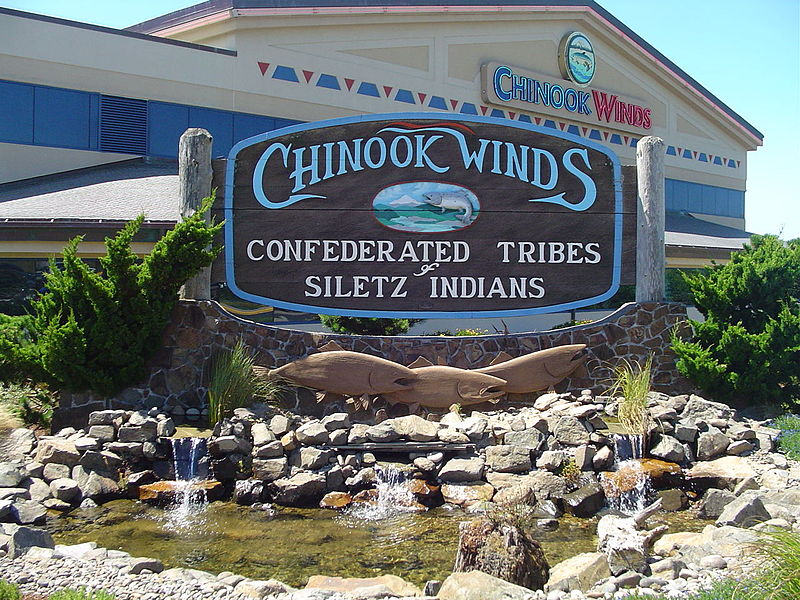 CHINOOK WINDS
CHINOOK WINDS
CONFEDERATED TRIBES
of
SILETZ INDIANS